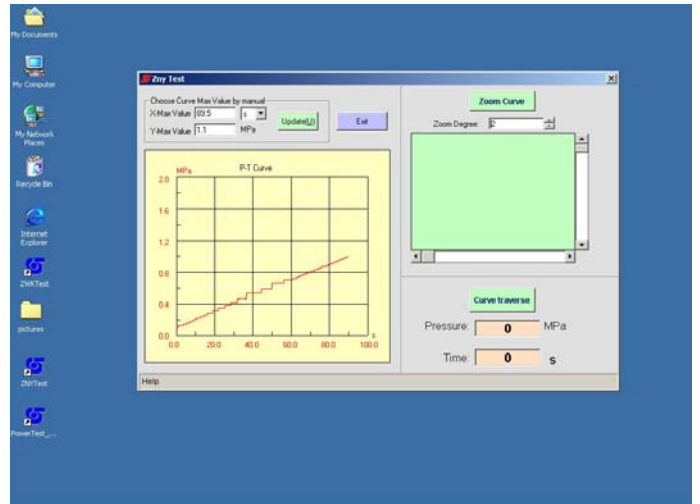 My Documents
My Computer
My Network
Places
Recycle Bin
Internet
Explorer
ZWKTest
pictures
ZNYTest
PowerTest_...
Zny Test
Choose Curve Max Value by manual
X-Max Value 89.5 s
Y-Max Value 1.1 MPa
Update(U)
Exit
MPa
P-T Curve
2.0
1.6
1.2
0.8
0.4
0.0
0.0 20.0 40.0 60.0 80.0 100.0
s
Zoom Curve
Zoom Degree: 2
Curve traverse
Pressure: 0 MPa
Time: 0 s
Help